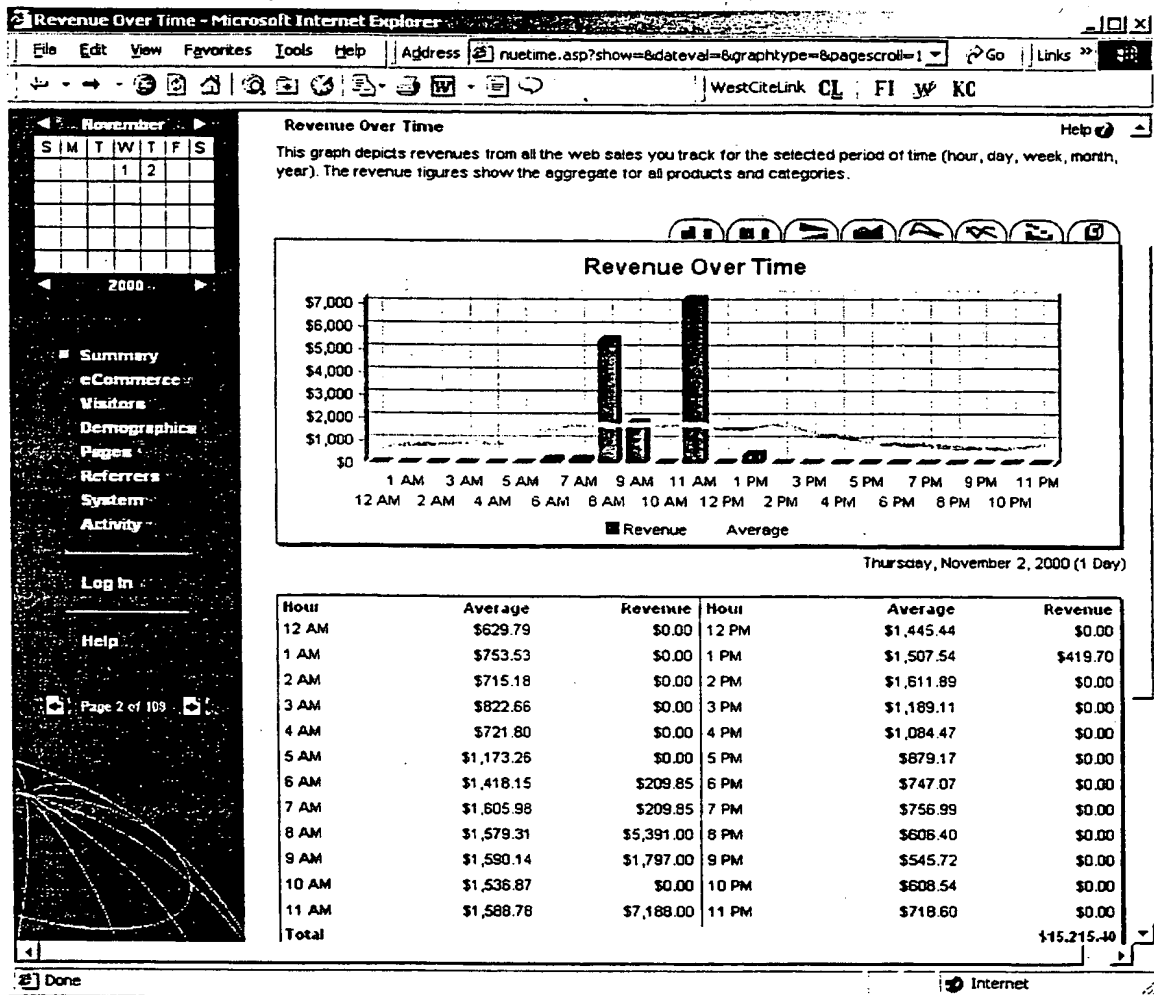 Revenue Over Time - Microsoft Internet Explorer
File Edit View Favorites Tools Help Address nuetime.asp?show=&dateval=&graphtype=&pagescroll=1 Go Links »
WestCiteLink CL FI WP KC
November
S M T W T F S
1 2
2000
Summary
eCommerce
Visitors
Demographics
Pages
Referrers
System
Activity
Log In
Help
Page 2 of 109
Revenue Over Time
Help
This graph depicts revenues from all the web sales you track for the selected period of time (hour, day, week, month,
year). The revenue figures show the aggregate for all products and categories.
Revenue Over Time
$7,000
$6,000
$5,000
$4,000
$3,000
$2,000
$1,000
$0
1 AM 3 AM 5 AM 7 AM 9 AM 11 AM 1 PM 3 PM 5 PM 7 PM 9 PM 11 PM
12 AM 2 AM 4 AM 6 AM 8 AM 10 AM 12 PM 2 PM 4 PM 6 PM 8 PM 10 PM
Revenue Average
Thursday, November 2, 2000 (1 Day)
Hour Average Revenue Hour Average Revenue
12 AM $629.79 $0.00 12 PM $1,445.44 $0.00
1 AM $753.53 $0.00 1 PM $1,507.54 $419.70
2 AM $715.18 $0.00 2 PM $1,611.89 $0.00
3 AM $822.66 $0.00 3 PM $1,189.11 $0.00
4 AM $721.80 $0.00 4 PM $1,084.47 $0.00
5 AM $1,173.26 $0.00 5 PM $879.17 $0.00
6 AM $1,418.15 $209.85 6 PM $747.07 $0.00
7 AM $1,605.98 $209.85 7 PM $756.99 $0.00
8 AM $1,579.31 $5,391.00 8 PM $606.40 $0.00
9 AM $1,590.14 $1,797.00 9 PM $545.72 $0.00
10 AM $1,536.87 $0.00 10 PM $608.54 $0.00
11 AM $1,588.78 $7,188.00 11 PM $718.60 $0.00
Total $15,215.40
Done Internet